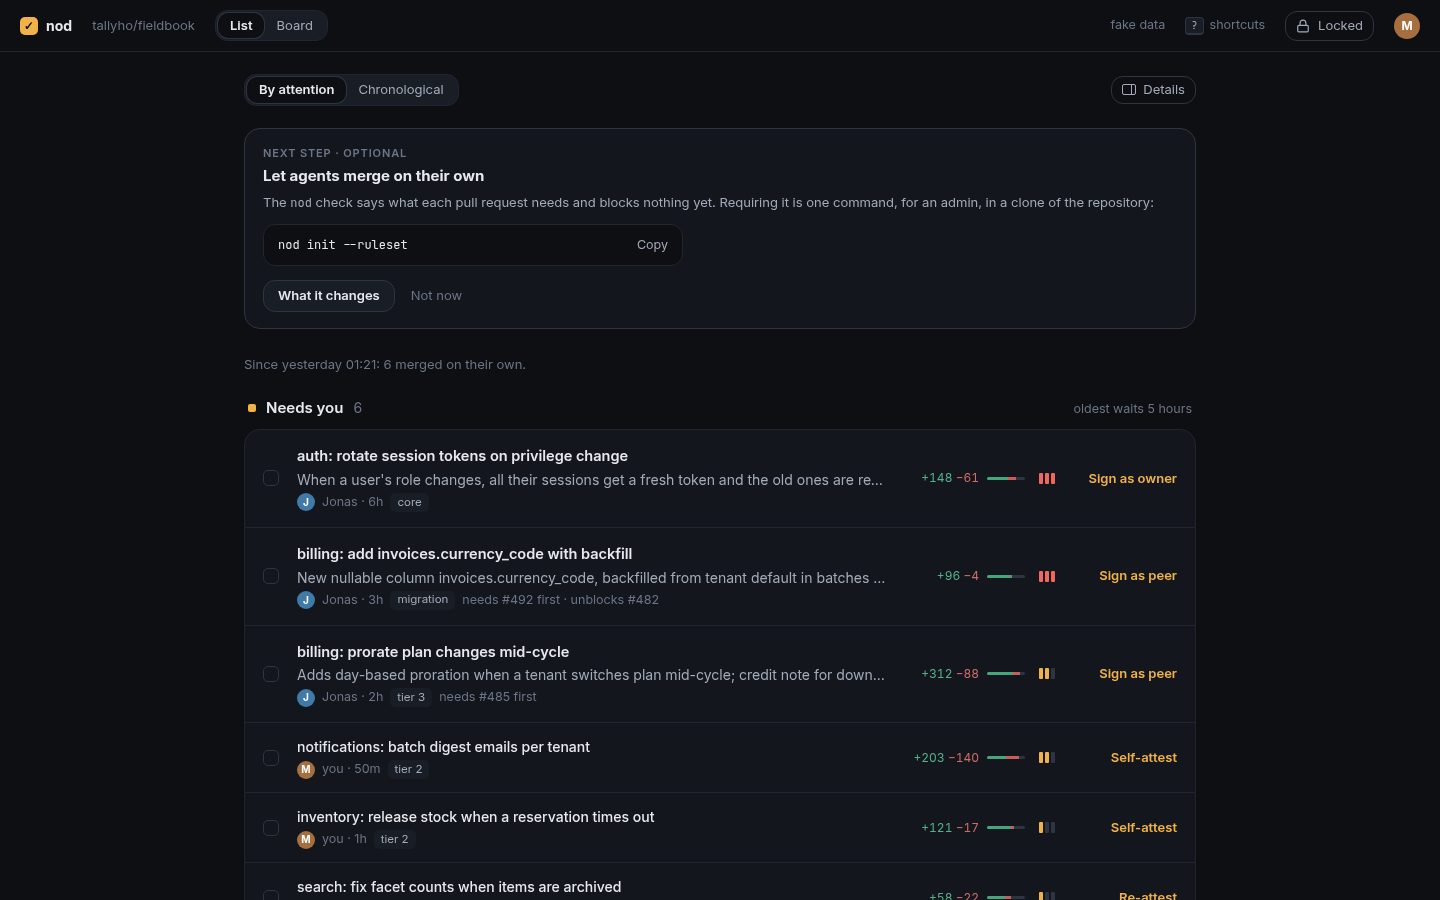 ✓ nod tallyho/fieldbook List Board fake data ? shortcuts Locked M
By attention Chronological Details
NEXT STEP · OPTIONAL
Let agents merge on their own
The nod check says what each pull request needs and blocks nothing yet. Requiring it is one command, for an admin, in a clone of the repository:
nod init --ruleset Copy
What it changes Not now
Since yesterday 01:21: 6 merged on their own.
Needs you 6 oldest waits 5 hours
auth: rotate session tokens on privilege change
When a user's role changes, all their sessions get a fresh token and the old ones are re...
+148 −61 Sign as owner
J Jonas · 6h core
billing: add invoices.currency_code with backfill
New nullable column invoices.currency_code, backfilled from tenant default in batches ...
+96 −4 Sign as peer
J Jonas · 3h migration needs #492 first · unblocks #482
billing: prorate plan changes mid-cycle
Adds day-based proration when a tenant switches plan mid-cycle; credit note for down...
+312 −88 Sign as peer
J Jonas · 2h tier 3 needs #485 first
notifications: batch digest emails per tenant
+203 −140 Self-attest
M you · 50m tier 2
inventory: release stock when a reservation times out
+121 −17 Self-attest
M you · 1h tier 2
search: fix facet counts when items are archived
+58 −22 Re-attest